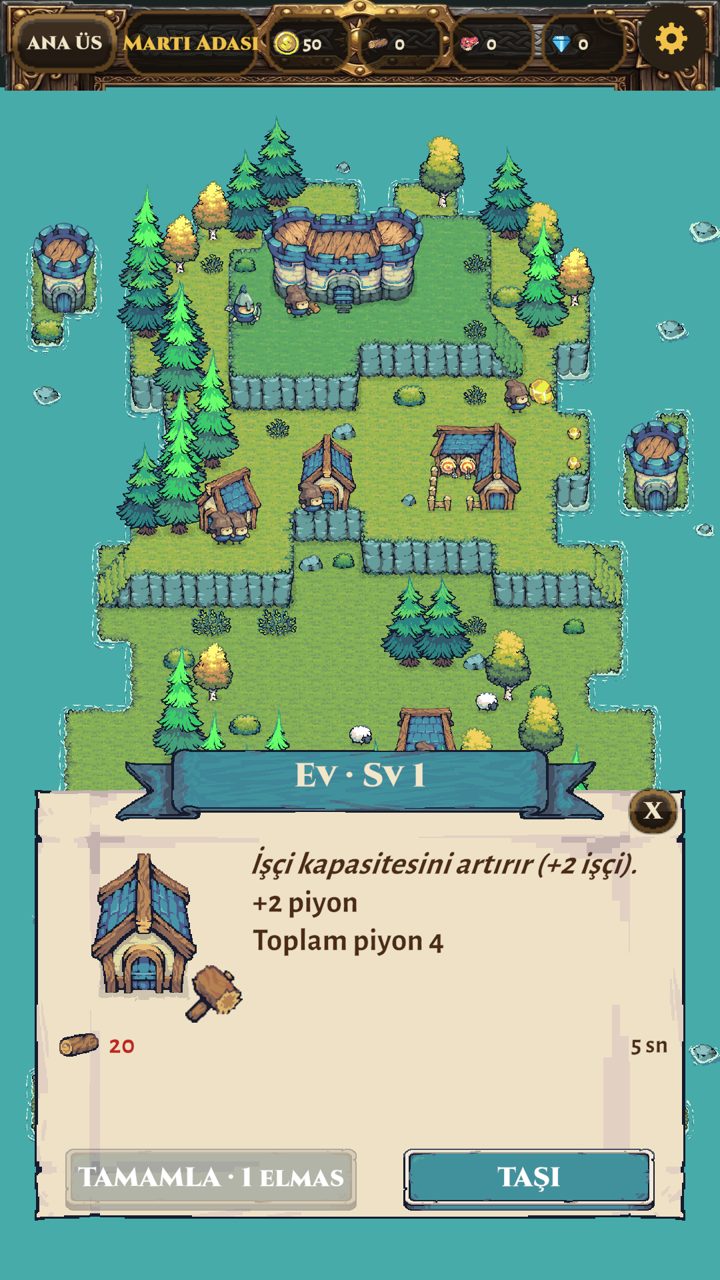 ANA ÜS MARTI ADASI 50 0 0 0
EV · SV 1
X
İşçi kapasitesini artırır (+2 işçi).
+2 piyon
Toplam piyon 4
20 5 sn
TAMAMLA · 1 ELMAS TAŞI